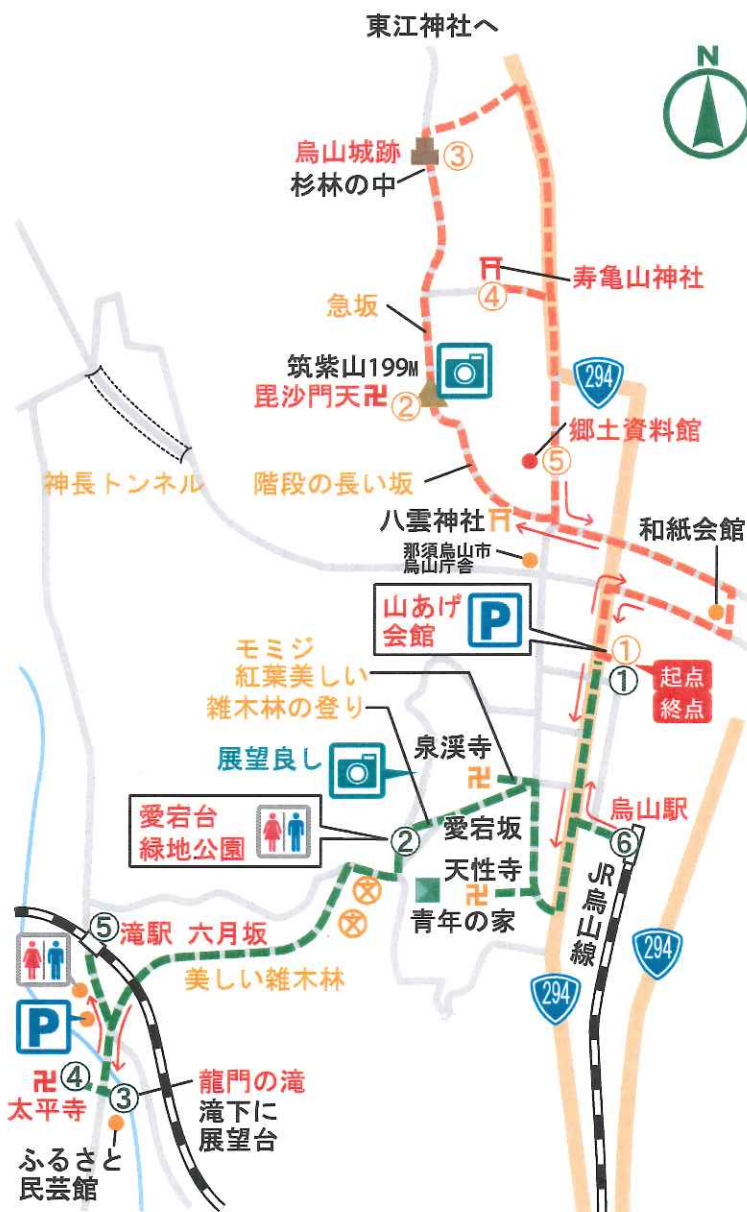 東江神社へ
N
烏山城跡
③
杉林の中
寿亀山神社
④
急坂
筑紫山199M
毘沙門天卍
②
294
郷土資料館
⑤
神長トンネル
階段の長い坂
八雲神社
和紙会館
那須烏山市
烏山庁舎
山あげ
会館
P
①
①
起点
終点
モミジ
紅葉美しい
雑木林の登り
展望良し
泉渓寺
卍
愛宕台
緑地公園
②
愛宕坂
烏山駅
⑥
天性寺
卍
青年の家
JR烏山線
⑤
滝駅 六月坂
美しい雑木林
294
294
P
卍
④
太平寺
③
龍門の滝
滝下に
展望台
ふるさと
民芸館